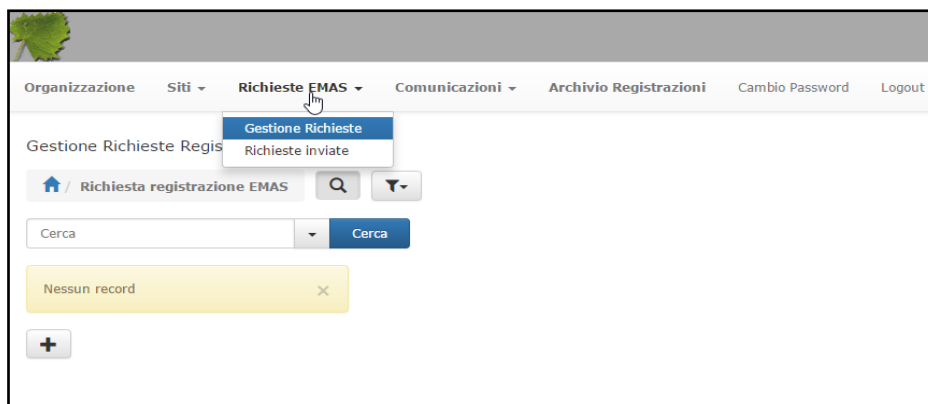 Organizzazione Siti Richieste EMAS Comunicazioni Archivio Registrazioni Cambio Password Logout
Gestione Richieste
Richieste inviate
Gestione Richieste Regis
/ Richiesta registrazione EMAS
Cerca Cerca
Nessun record ×